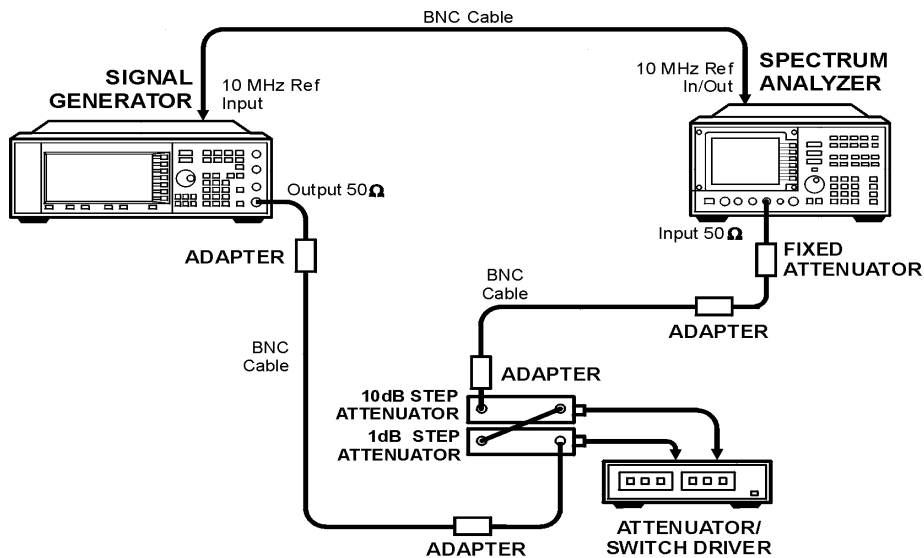 BNC Cable
SIGNAL
GENERATOR
10 MHz Ref
Input
10 MHz Ref
In/Out
SPECTRUM
ANALYZER
Output 50Ω
Input 50Ω
ADAPTER
FIXED
ATTENUATOR
BNC
Cable
ADAPTER
BNC
Cable
ADAPTER
10dB STEP
ATTENUATOR
1dB STEP
ATTENUATOR
ADAPTER
ATTENUATOR/
SWITCH DRIVER